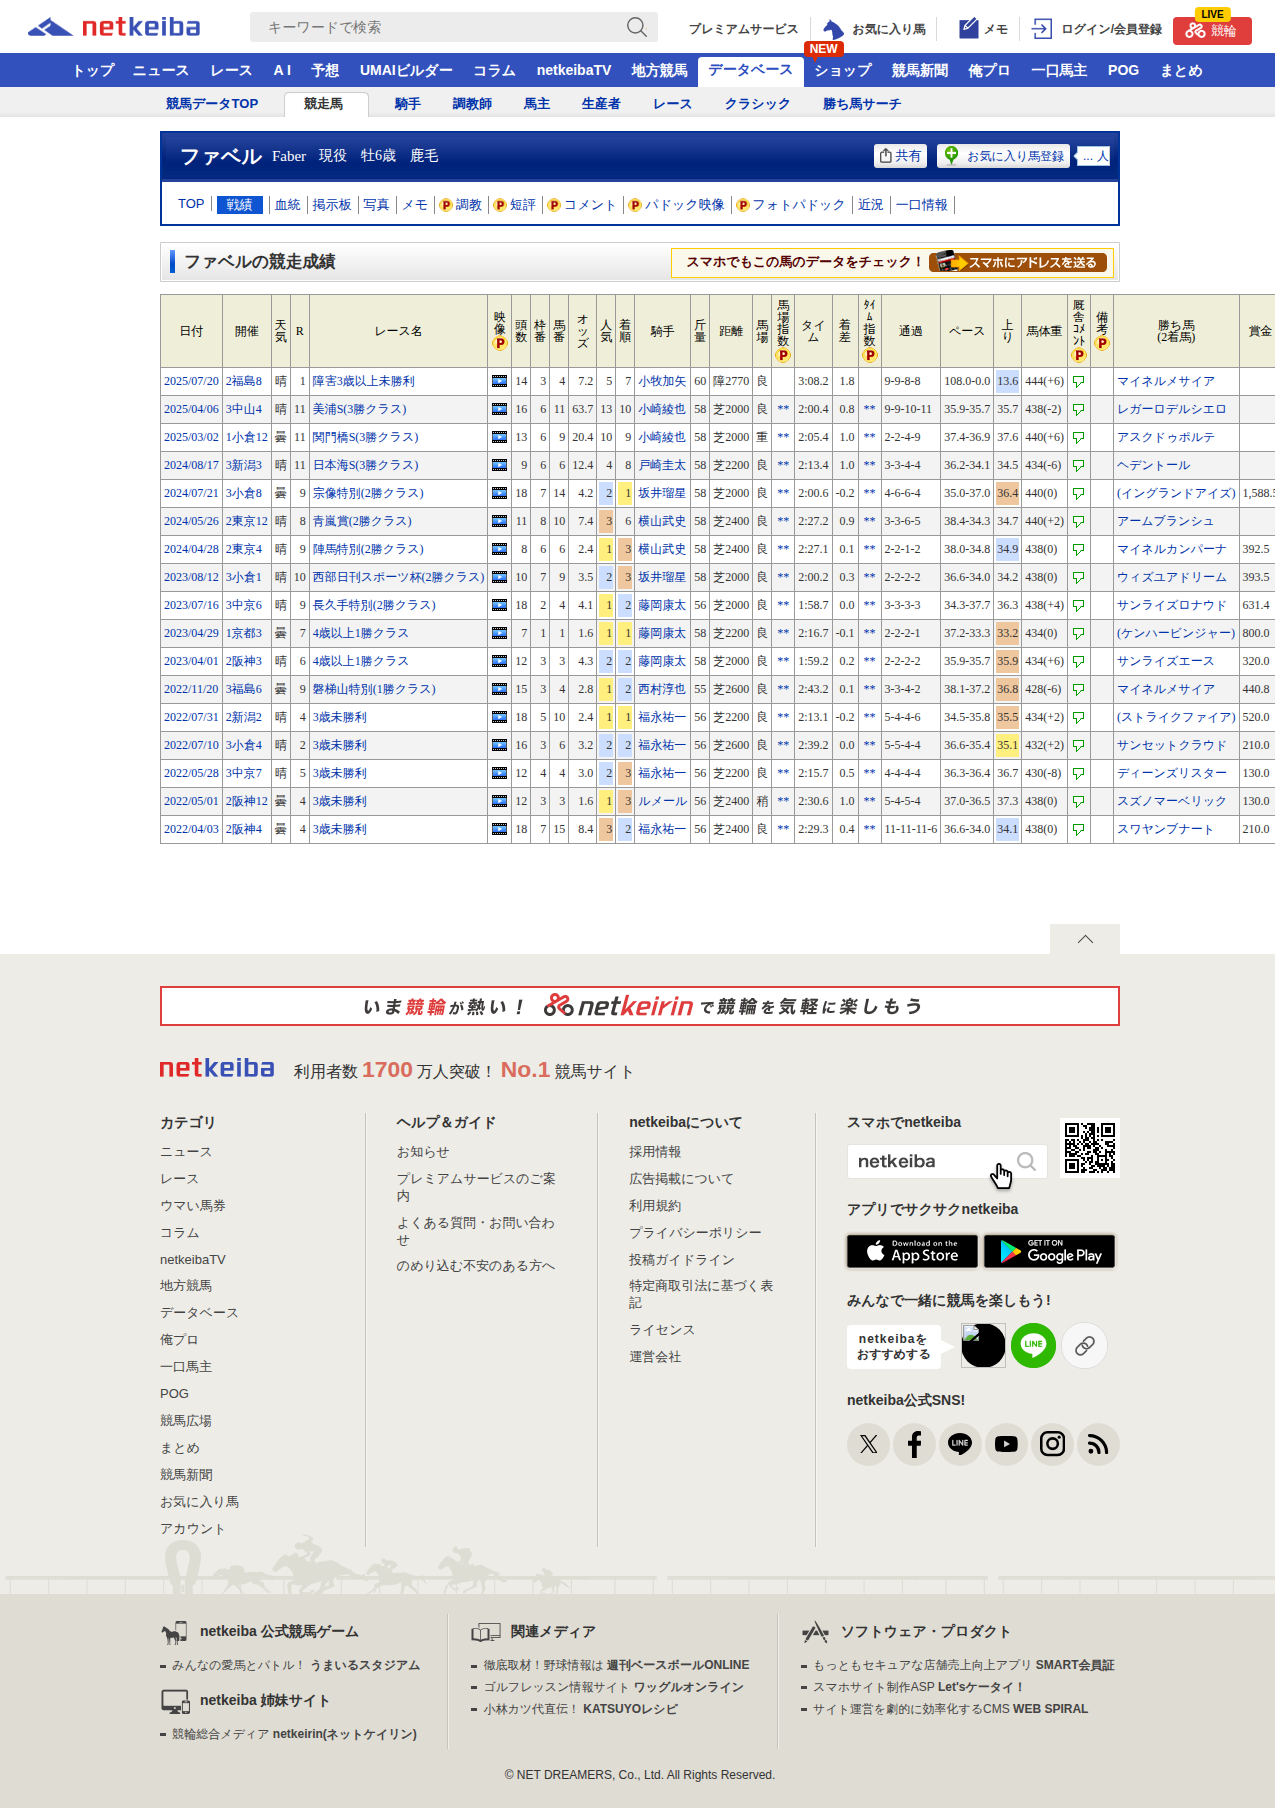 netkeiba
キーワードで検索
プレミアムサービス
お気に入り馬
メモ
ログイン/会員登録
LIVE
競輪
NEW
トップ ニュース レース A I 予想 UMAIビルダー コラム netkeibaTV 地方競馬 データベース ショップ 競馬新聞 俺プロ 一口馬主 POG まとめ
競馬データTOP 競走馬 騎手 調教師 馬主 生産者 レース クラシック 勝ち馬サーチ
ファベル Faber 現役 牡6歳 鹿毛
共有
お気に入り馬登録
... 人
TOP 戦績 血統 掲示板 写真 メモ P 調教 P 短評 P コメント P パドック映像 P フォトパドック 近況 一口情報
ファベルの競走成績
スマホでもこの馬のデータをチェック！ スマホにアドレスを送る
日付 開催 天気 R レース名 映像 P 頭数 枠番 馬番 オッズ 人気 着順 騎手 斤量 距離 馬場 馬場指数 P タイム 着差 ﾀｲﾑ指数 P 通過 ペース 上り 馬体重 厩舎ｺﾒﾝﾄ P 備考 P 勝ち馬(2着馬) 賞金
2025/07/20 2福島8 晴 1 障害3歳以上未勝利 14 3 4 7.2 5 7 小牧加矢 60 障2770 良 3:08.2 1.8 9-9-8-8 108.0-0.0 13.6 444(+6) マイネルメサイア
2025/04/06 3中山4 晴 11 美浦S(3勝クラス) 16 6 11 63.7 13 10 小崎綾也 58 芝2000 良 ** 2:00.4 0.8 ** 9-9-10-11 35.9-35.7 35.7 438(-2) レガーロデルシエロ
2025/03/02 1小倉12 曇 11 関門橋S(3勝クラス) 13 6 9 20.4 10 9 小崎綾也 58 芝2000 重 ** 2:05.4 1.0 ** 2-2-4-9 37.4-36.9 37.6 440(+6) アスクドゥポルテ
2024/08/17 3新潟3 晴 11 日本海S(3勝クラス) 9 6 6 12.4 4 8 戸崎圭太 58 芝2200 良 ** 2:13.4 1.0 ** 3-3-4-4 36.2-34.1 34.5 434(-6) ヘデントール
2024/07/21 3小倉8 曇 9 宗像特別(2勝クラス) 18 7 14 4.2 2 1 坂井瑠星 58 芝2000 良 ** 2:00.6 -0.2 ** 4-6-6-4 35.0-37.0 36.4 440(0) (イングランドアイズ) 1,588.5
2024/05/26 2東京12 晴 8 青嵐賞(2勝クラス) 11 8 10 7.4 3 6 横山武史 58 芝2400 良 ** 2:27.2 0.9 ** 3-3-6-5 38.4-34.3 34.7 440(+2) アームブランシュ
2024/04/28 2東京4 晴 9 陣馬特別(2勝クラス) 8 6 6 2.4 1 3 横山武史 58 芝2400 良 ** 2:27.1 0.1 ** 2-2-1-2 38.0-34.8 34.9 438(0) マイネルカンパーナ 392.5
2023/08/12 3小倉1 晴 10 西部日刊スポーツ杯(2勝クラス) 10 7 9 3.5 2 3 坂井瑠星 58 芝2000 良 ** 2:00.2 0.3 ** 2-2-2-2 36.6-34.0 34.2 438(0) ウィズユアドリーム 393.5
2023/07/16 3中京6 晴 9 長久手特別(2勝クラス) 18 2 4 4.1 1 2 藤岡康太 56 芝2000 良 ** 1:58.7 0.0 ** 3-3-3-3 34.3-37.7 36.3 438(+4) サンライズロナウド 631.4
2023/04/29 1京都3 曇 7 4歳以上1勝クラス 7 1 1 1.6 1 1 藤岡康太 58 芝2200 良 ** 2:16.7 -0.1 ** 2-2-2-1 37.2-33.3 33.2 434(0) (ケンハービンジャー) 800.0
2023/04/01 2阪神3 晴 6 4歳以上1勝クラス 12 3 3 4.3 2 2 藤岡康太 58 芝2000 良 ** 1:59.2 0.2 ** 2-2-2-2 35.9-35.7 35.9 434(+6) サンライズエース 320.0
2022/11/20 3福島6 曇 9 磐梯山特別(1勝クラス) 15 3 4 2.8 1 2 西村淳也 55 芝2600 良 ** 2:43.2 0.1 ** 3-3-4-2 38.1-37.2 36.8 428(-6) マイネルメサイア 440.8
2022/07/31 2新潟2 晴 4 3歳未勝利 18 5 10 2.4 1 1 福永祐一 56 芝2200 良 ** 2:13.1 -0.2 ** 5-4-4-6 34.5-35.8 35.5 434(+2) (ストライクファイア) 520.0
2022/07/10 3小倉4 晴 2 3歳未勝利 16 3 6 3.2 2 2 福永祐一 56 芝2600 良 ** 2:39.2 0.0 ** 5-5-4-4 36.6-35.4 35.1 432(+2) サンセットクラウド 210.0
2022/05/28 3中京7 晴 5 3歳未勝利 12 4 4 3.0 2 3 福永祐一 56 芝2200 良 ** 2:15.7 0.5 ** 4-4-4-4 36.3-36.4 36.7 430(-8) ディーンズリスター 130.0
2022/05/01 2阪神12 曇 4 3歳未勝利 12 3 3 1.6 1 3 ルメール 56 芝2400 稍 ** 2:30.6 1.0 ** 5-4-5-4 37.0-36.5 37.3 438(0) スズノマーベリック 130.0
2022/04/03 2阪神4 曇 4 3歳未勝利 18 7 15 8.4 3 2 福永祐一 56 芝2400 良 ** 2:29.3 0.4 ** 11-11-11-6 36.6-34.0 34.1 438(0) スワヤンブナート 210.0
いま競輪が熱い！ netkeirin で競輪を気軽に楽しもう
netkeiba 利用者数 1700 万人突破！ No.1 競馬サイト
カテゴリ
ニュース
レース
ウマい馬券
コラム
netkeibaTV
地方競馬
データベース
俺プロ
一口馬主
POG
競馬広場
まとめ
競馬新聞
お気に入り馬
アカウント
ヘルプ＆ガイド
お知らせ
プレミアムサービスのご案
内
よくある質問・お問い合わ
せ
のめり込む不安のある方へ
netkeibaについて
採用情報
広告掲載について
利用規約
プライバシーポリシー
投稿ガイドライン
特定商取引法に基づく表
記
ライセンス
運営会社
スマホでnetkeiba
netkeiba
アプリでサクサクnetkeiba
Download on the App Store
GET IT ON Google Play
みんなで一緒に競馬を楽しもう!
netkeibaを
おすすめする
LINE
netkeiba公式SNS!
LINE
netkeiba 公式競馬ゲーム
みんなの愛馬とバトル！ うまいるスタジアム
netkeiba 姉妹サイト
競輪総合メディア netkeirin(ネットケイリン)
関連メディア
徹底取材！野球情報は 週刊ベースボールONLINE
ゴルフレッスン情報サイト ワッグルオンライン
小林カツ代直伝！ KATSUYOレシピ
ソフトウェア・プロダクト
もっともセキュアな店舗売上向上アプリ SMART会員証
スマホサイト制作ASP Let'sケータイ！
サイト運営を劇的に効率化するCMS WEB SPIRAL
© NET DREAMERS, Co., Ltd. All Rights Reserved.